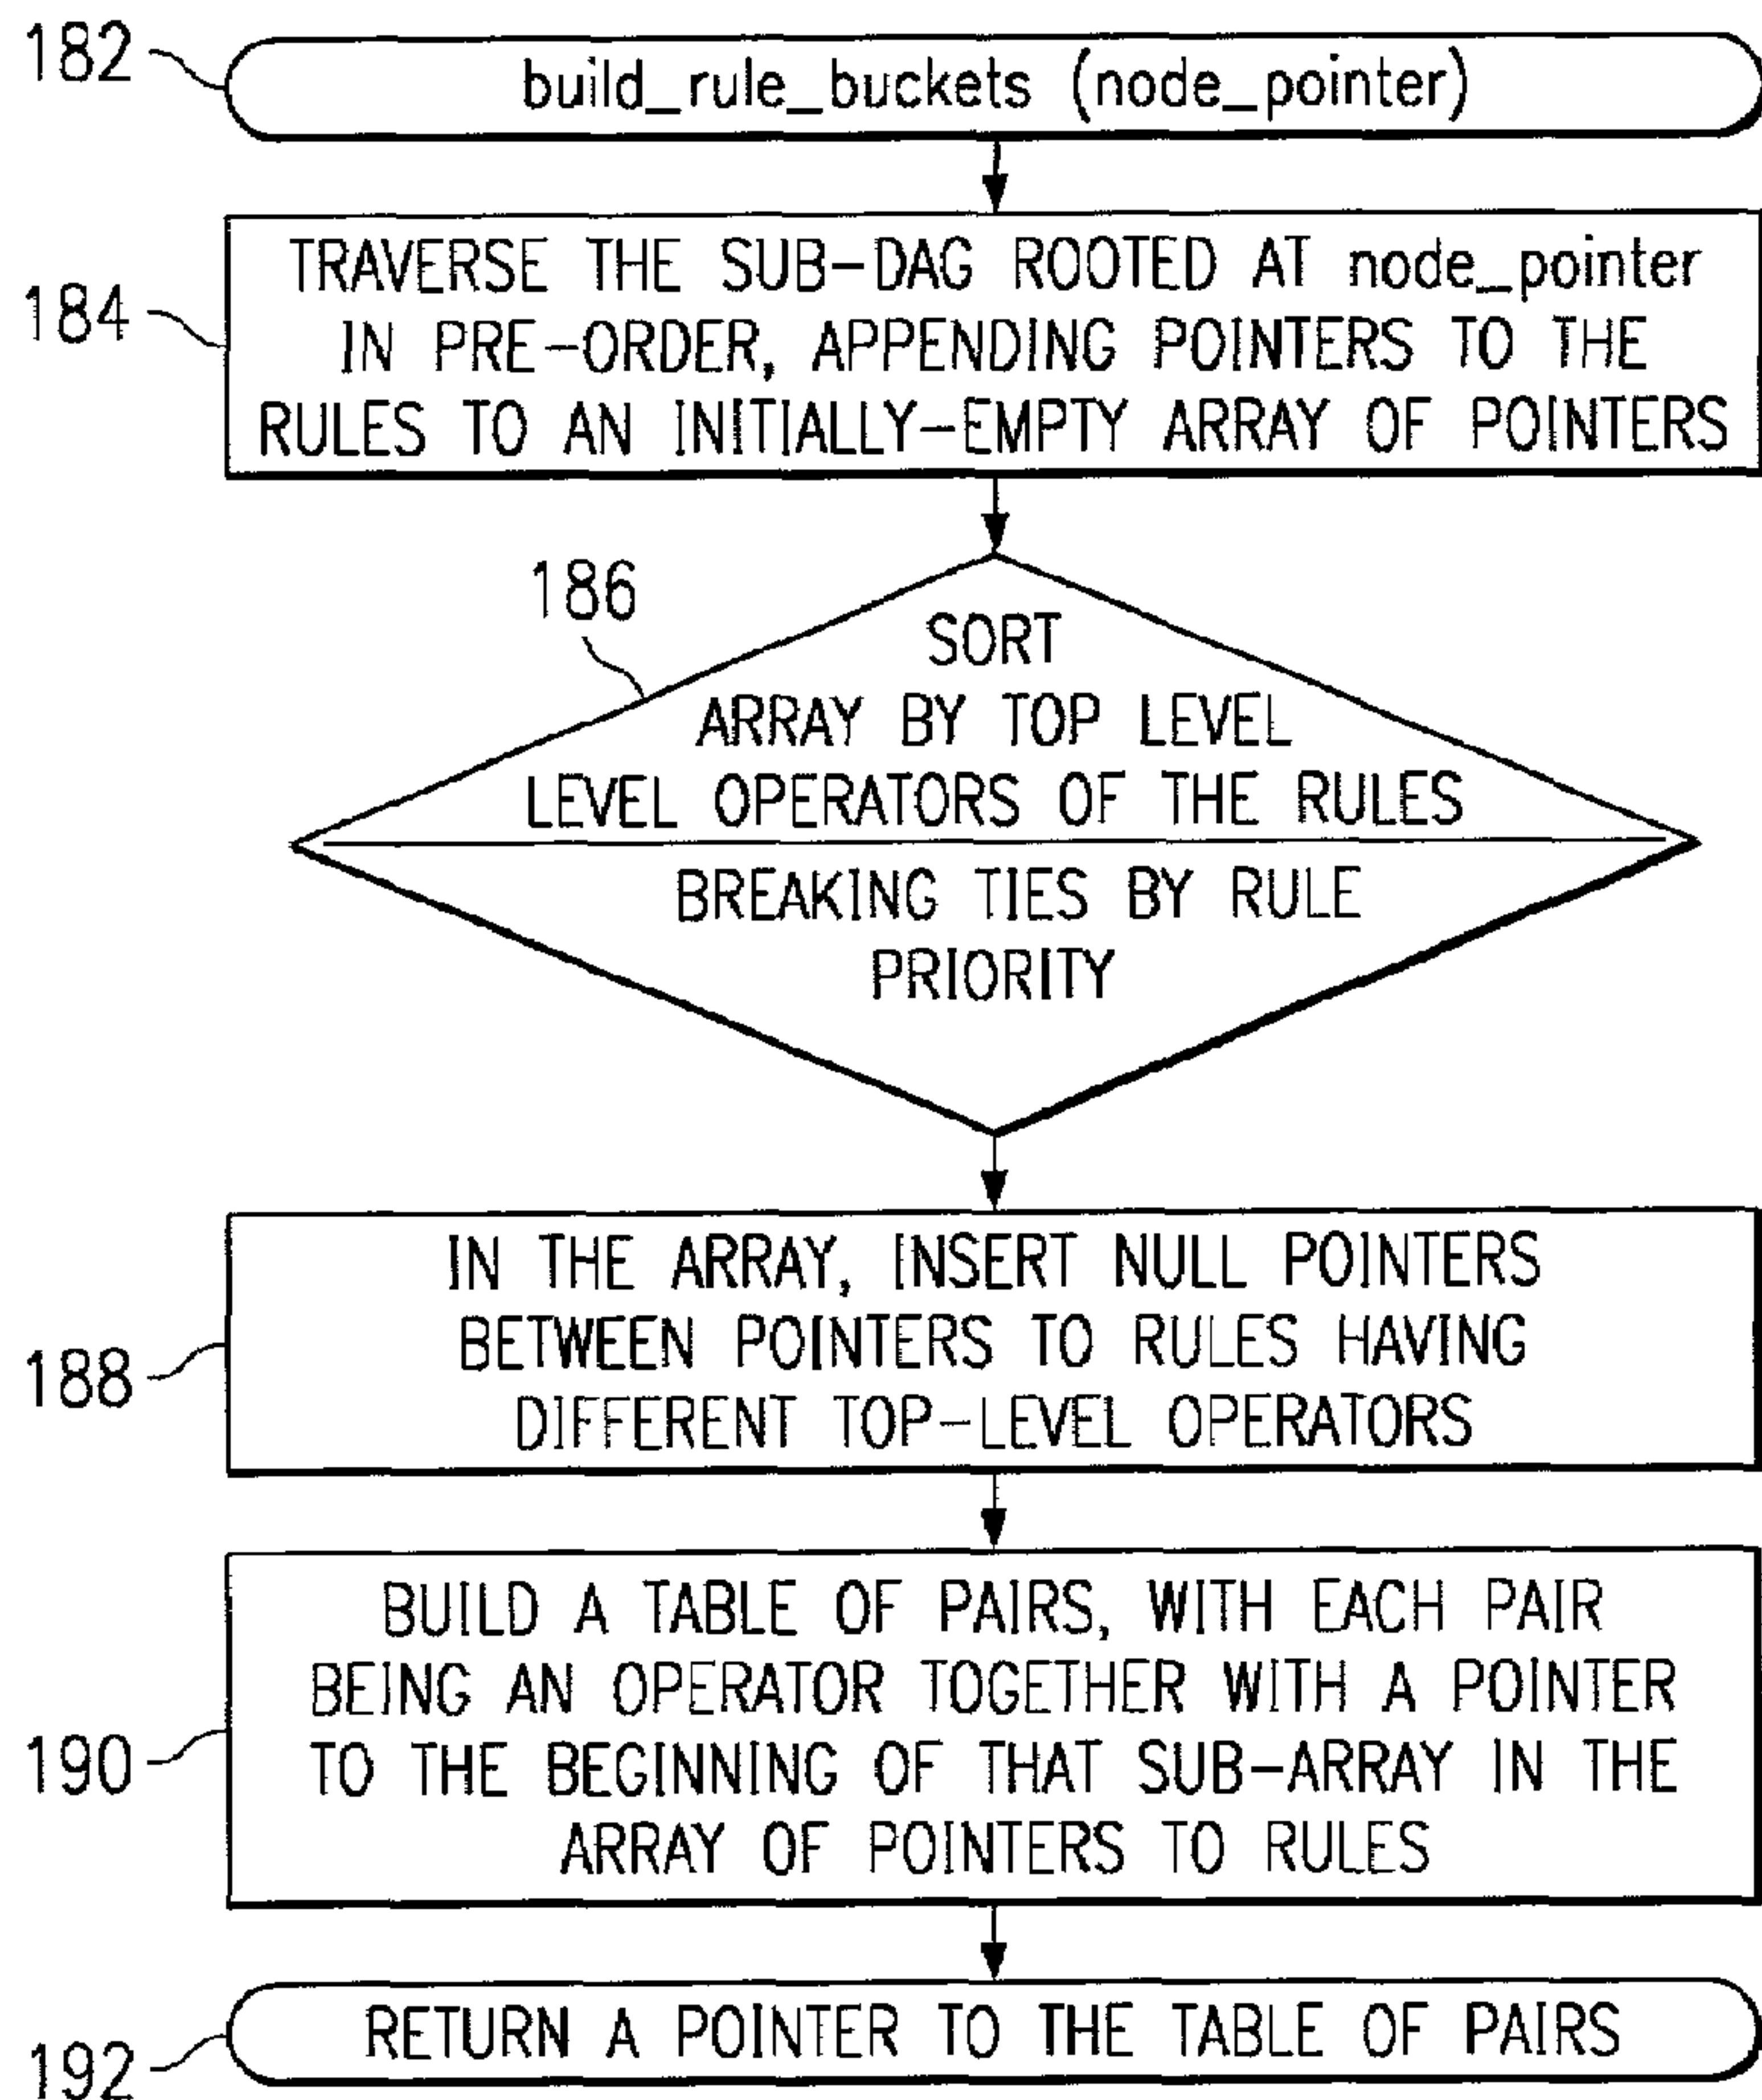 182
build_rule_buckets (node_pointer)
184
TRAVERSE THE SUB-DAG ROOTED AT node_pointer
IN PRE-ORDER, APPENDING POINTERS TO THE
RULES TO AN INITIALLY-EMPTY ARRAY OF POINTERS
186
SORT
ARRAY BY TOP LEVEL
LEVEL OPERATORS OF THE RULES
BREAKING TIES BY RULE
PRIORITY
188
IN THE ARRAY, INSERT NULL POINTERS
BETWEEN POINTERS TO RULES HAVING
DIFFERENT TOP-LEVEL OPERATORS
190
BUILD A TABLE OF PAIRS, WITH EACH PAIR
BEING AN OPERATOR TOGETHER WITH A POINTER
TO THE BEGINNING OF THAT SUB-ARRAY IN THE
ARRAY OF POINTERS TO RULES
192
RETURN A POINTER TO THE TABLE OF PAIRS